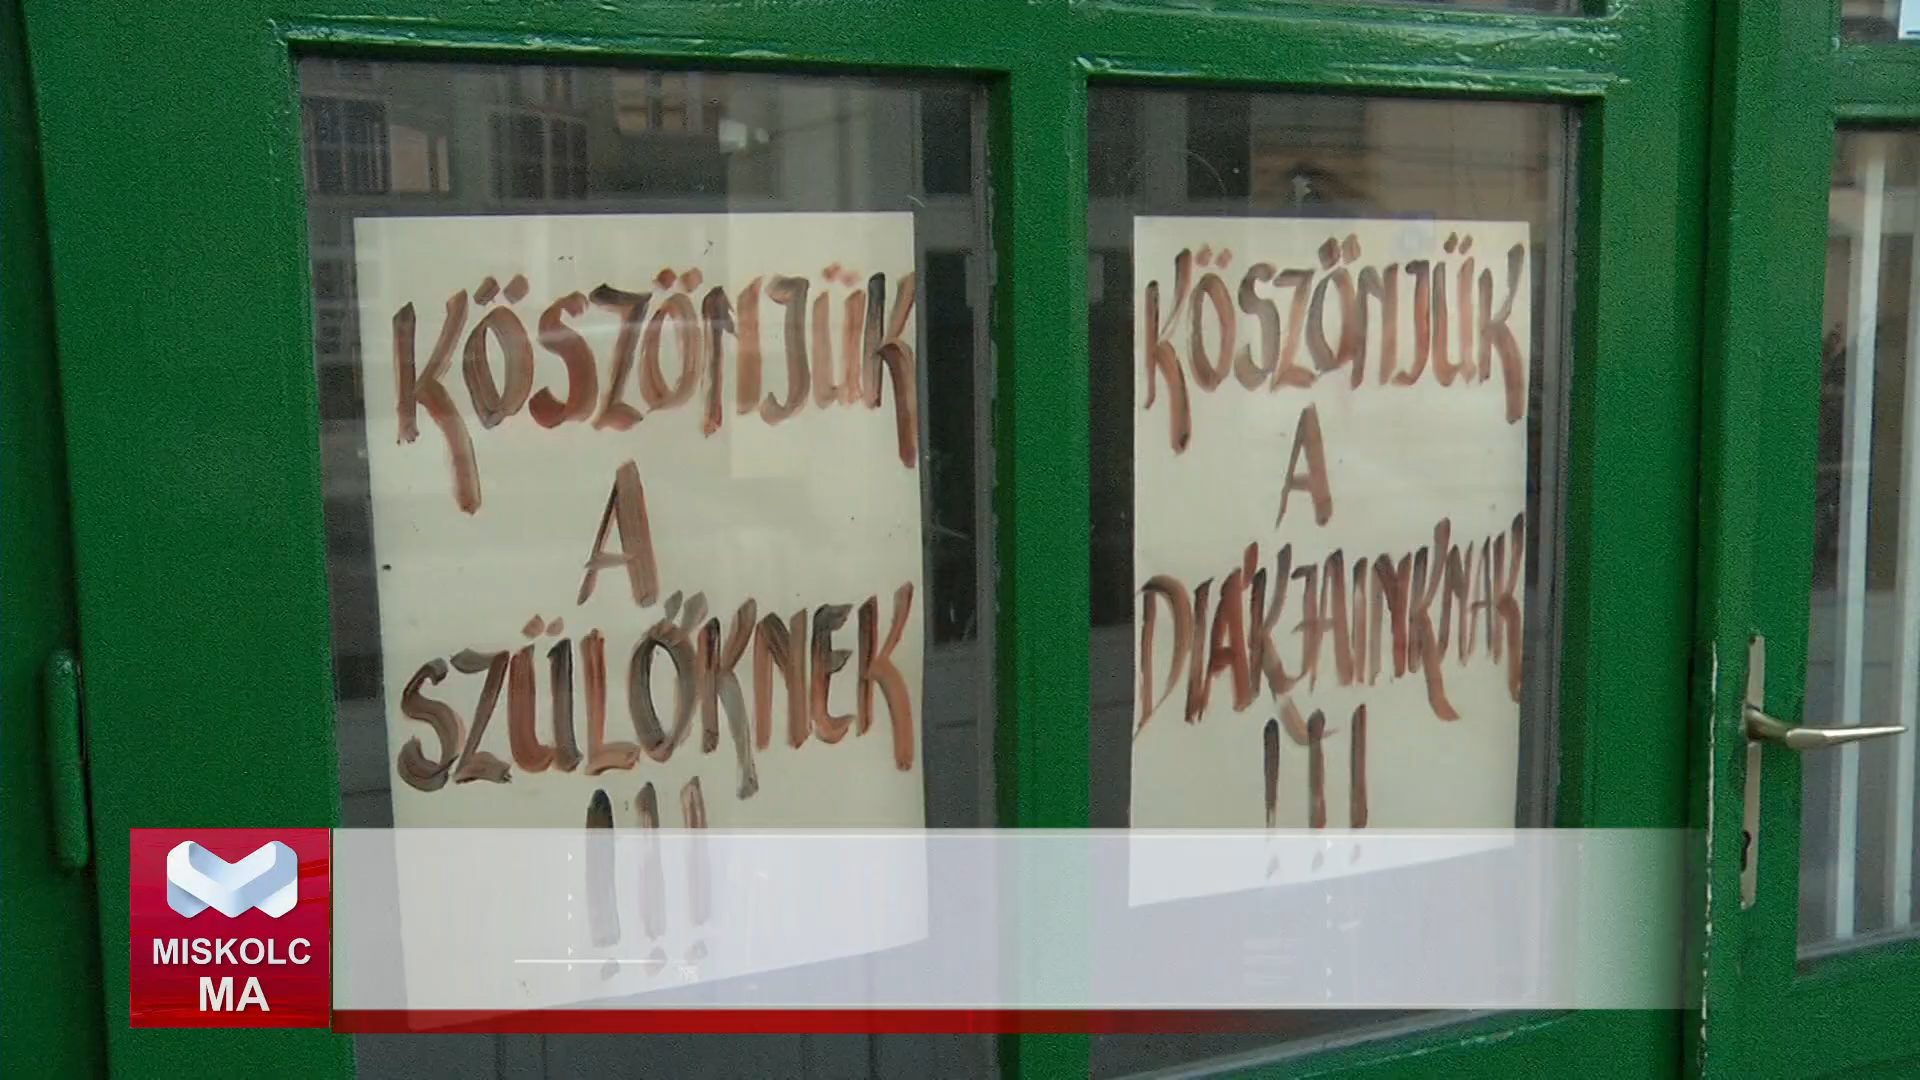 KÖSZÖNJÜK
A
SZÜLŐKNEK
!!!
KÖSZÖNJÜK
A
DIÁKJAINKNAK
!!!
MISKOLC
MA